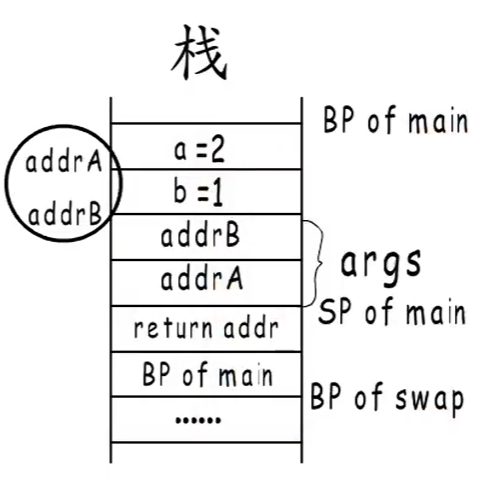 栈
BP of main
addrA
a=2
addrB
b=1
addrB
addrA
args
SP of main
return addr
BP of main
BP of swap
......